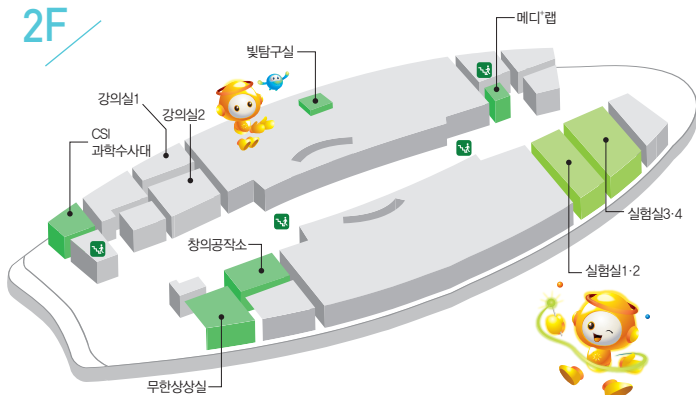 2F
메디+랩
빛탐구실
강의실1
강의실2
CSI
과학수사대
창의공작소
실험실3·4
실험실1·2
무한상상실